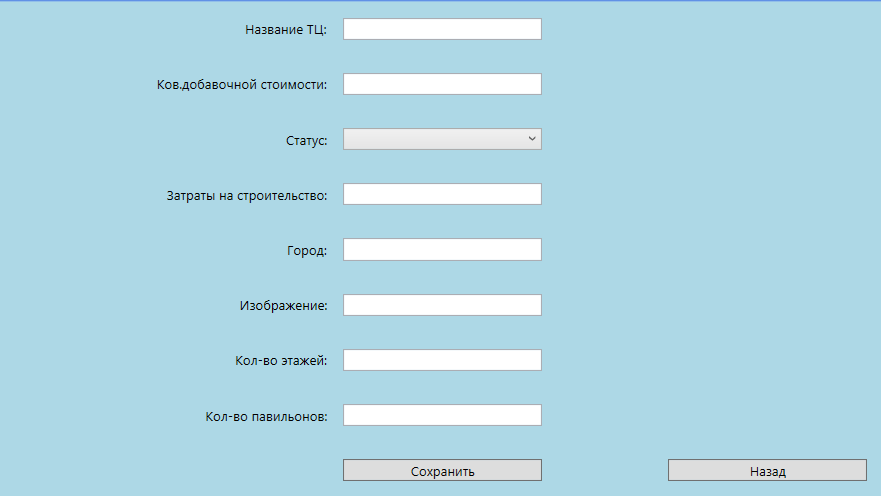 Название ТЦ:
Ков.добавочной стоимости:
Статус:
Затраты на строительство:
Город:
Изображение:
Кол-во этажей:
Кол-во павильонов:
Сохранить Назад